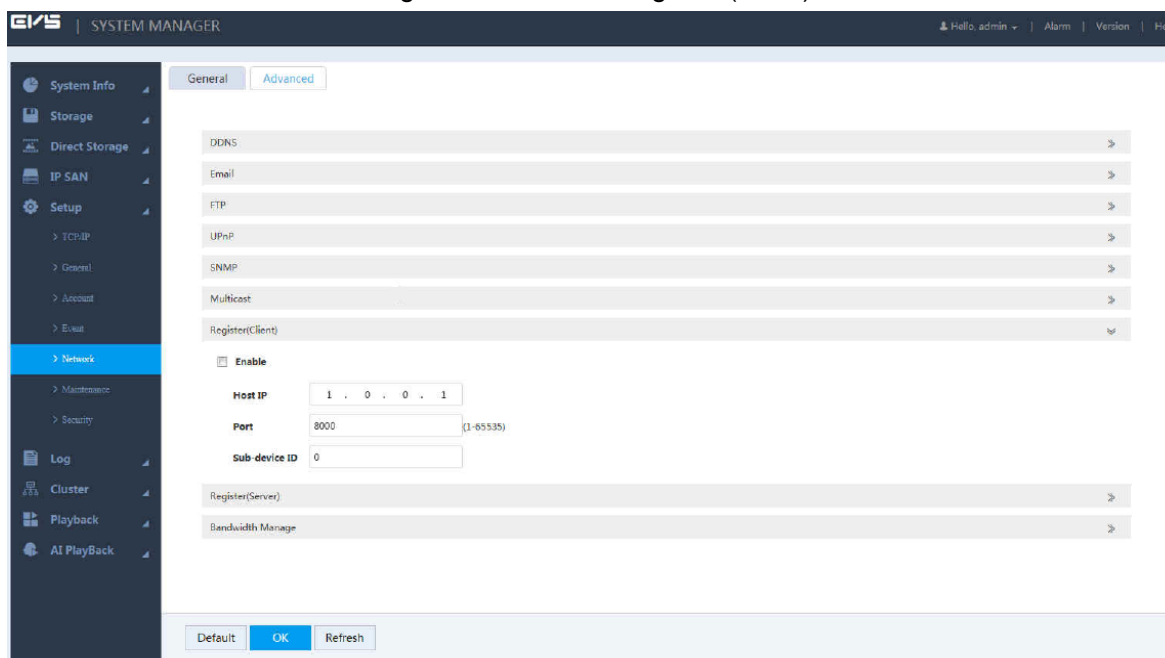 EVS | SYSTEM MANAGER
Hello, admin | Alarm | Version |
General Advanced
System Info
Storage
Direct Storage
IP SAN
Setup
> TCP/IP
> General
> Account
> Event
> Network
> Maintenance
> Security
Log
Cluster
Playback
AI PlayBack
DDNS
Email
FTP
UPnP
SNMP
Multicast
Register(Client)
Enable
Host IP 1 . 0 . 0 . 1
Port 8000 (1-65535)
Sub-device ID 0
Register(Server)
Bandwidth Manage
Default OK Refresh